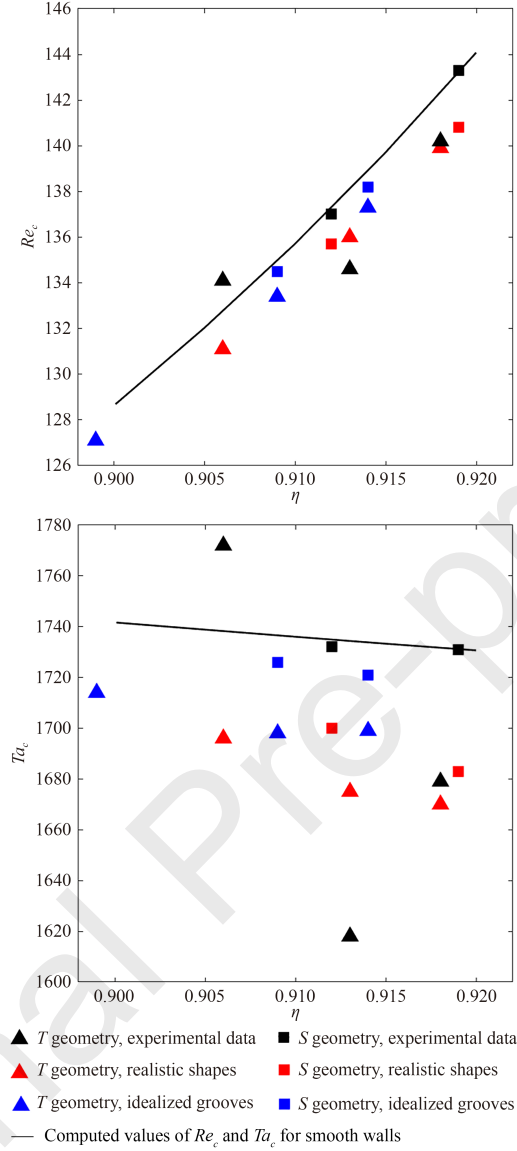 146
144
142
140
138
136
134
132
130
128
126
Re_c
0.900 0.905 0.910 0.915 0.920
η
1780
1760
1740
1720
1700
1680
1660
1640
1620
1600
Ta_c
0.900 0.905 0.910 0.915 0.920
η
T geometry, experimental data S geometry, experimental data
T geometry, realistic shapes S geometry, realistic shapes
T geometry, idealized grooves S geometry, idealized grooves
Computed values of Re_c and Ta_c for smooth walls
nal Pre-p